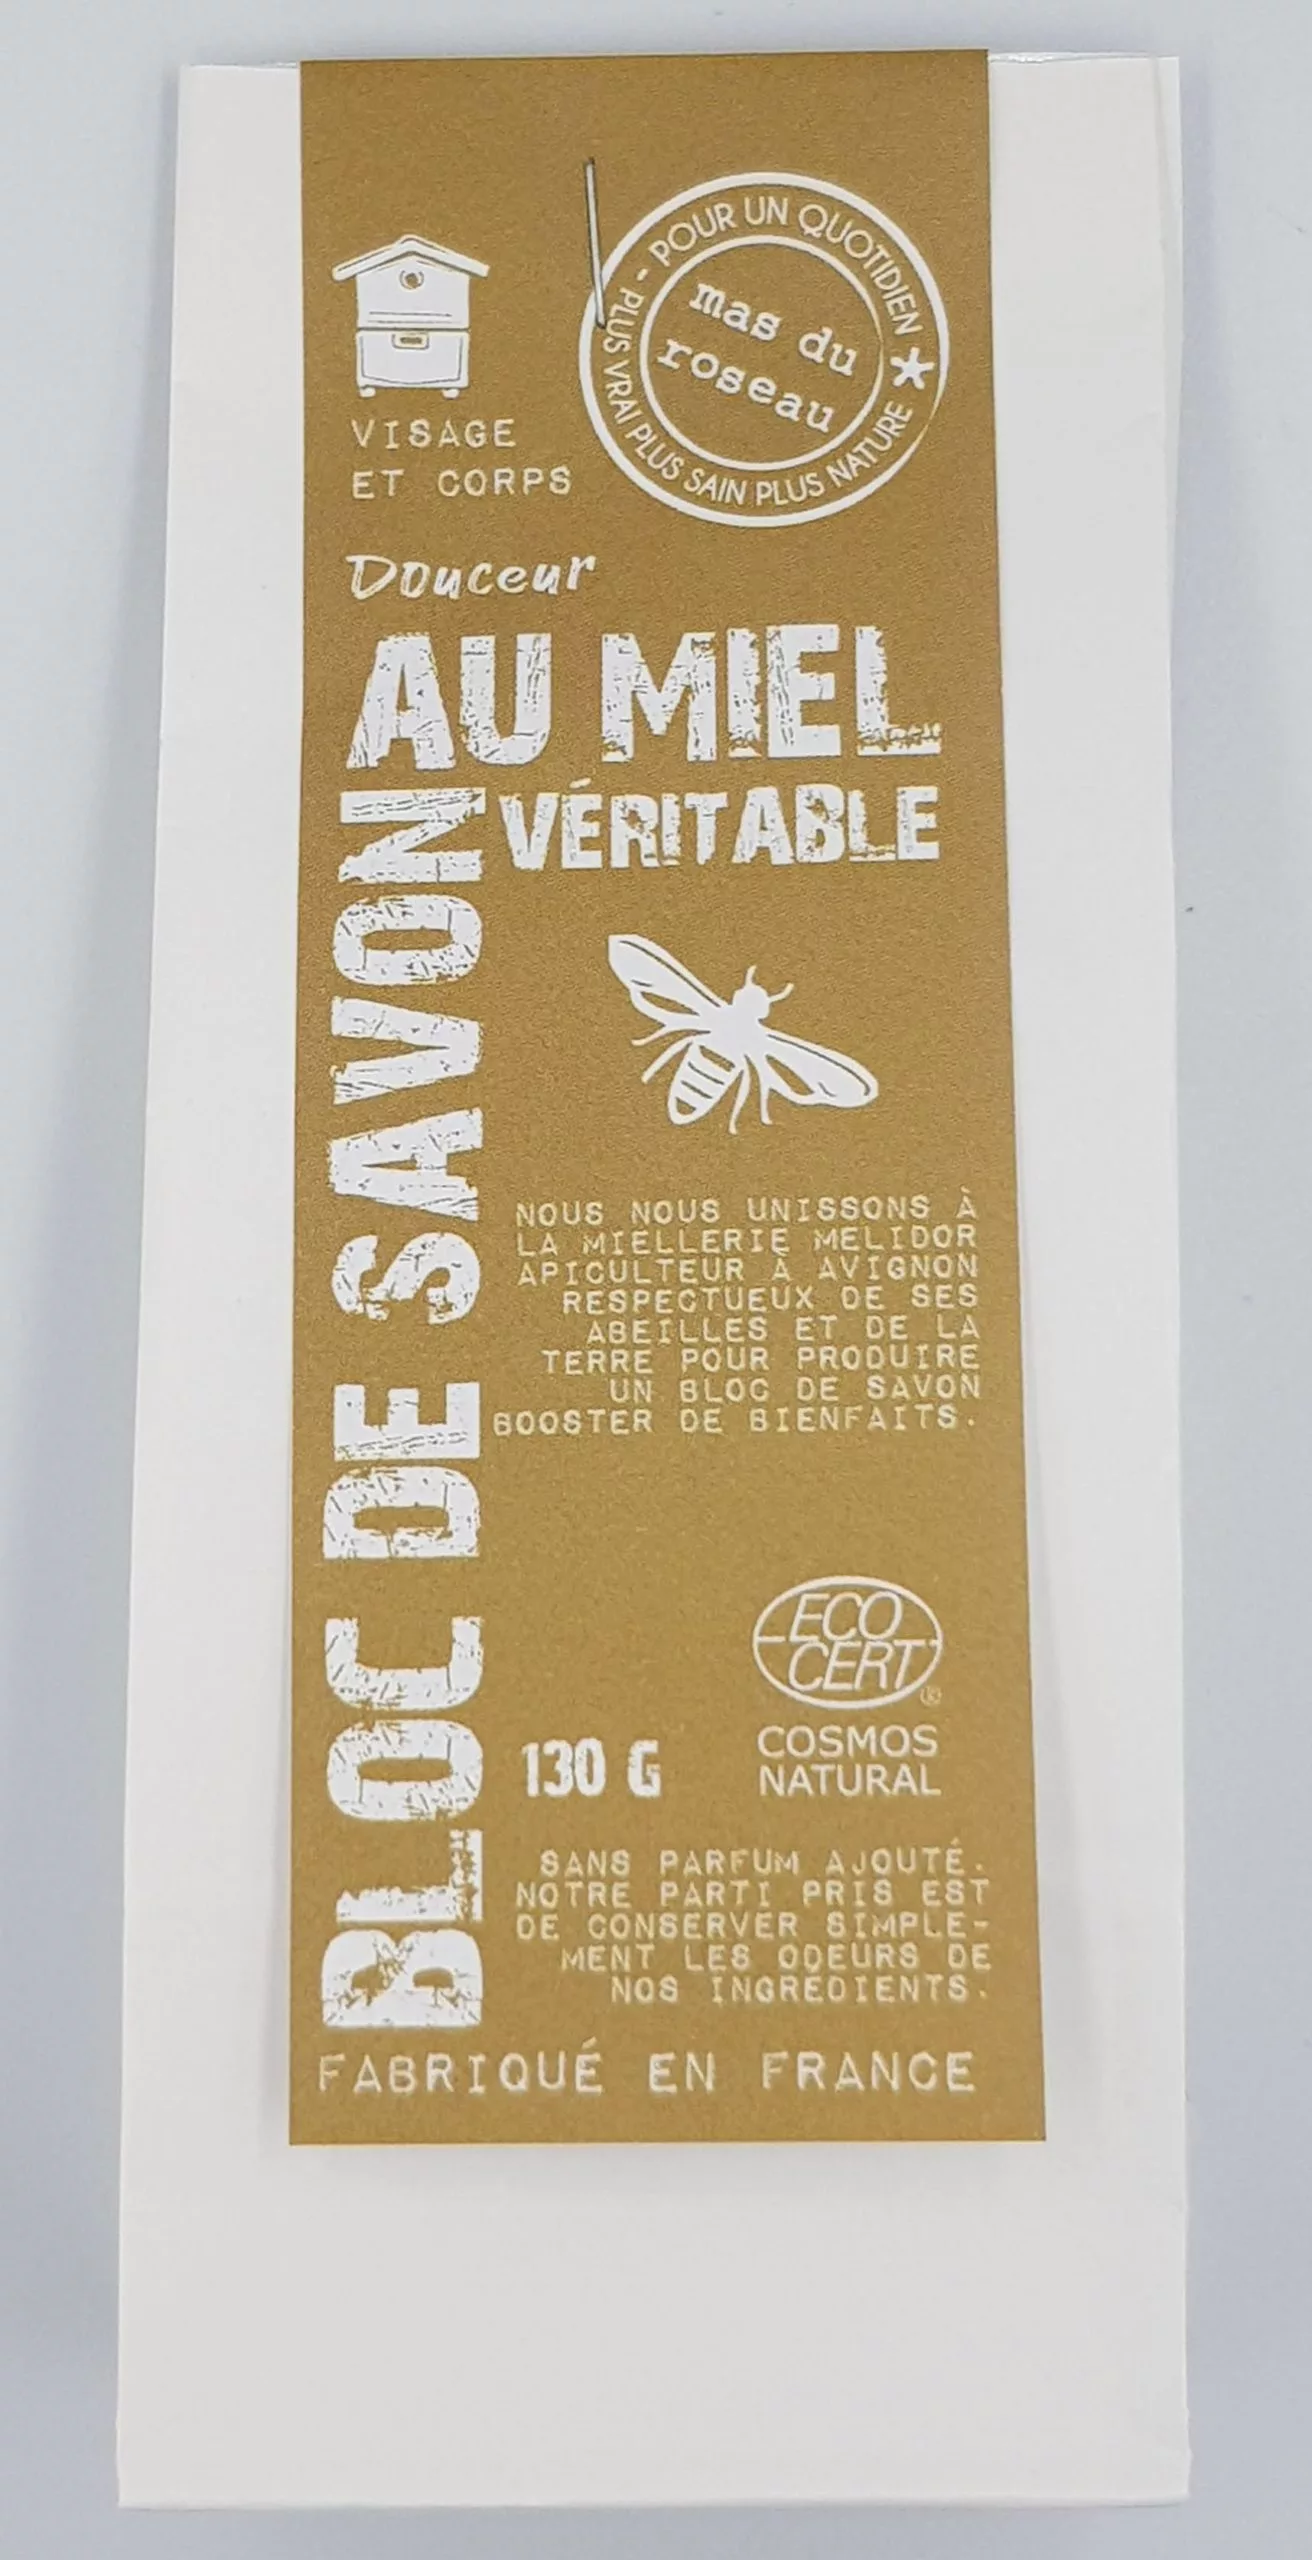 - POUR UN QUOTIDIEN * PLUS VRAI PLUS SAIN PLUS NATURE
mas du
roseau
VISAGE
ET CORPS
Douceur
AU MIEL
VÉRITABLE
BLOC DE SAVON
NOUS NOUS UNISSONS À
LA MIELLERIE MELIDOR
APICULTEUR À AVIGNON
RESPECTUEUX DE SES
ABEILLES ET DE LA
TERRE POUR PRODUIRE
UN BLOC DE SAVON
BOOSTER DE BIENFAITS.
ECO
CERT
®
COSMOS
NATURAL
130 G
SANS PARFUM AJOUTÉ.
NOTRE PARTI PRIS EST
DE CONSERVER SIMPLE-
MENT LES ODEURS DE
NOS INGRÉDIENTS.
FABRIQUÉ EN FRANCE